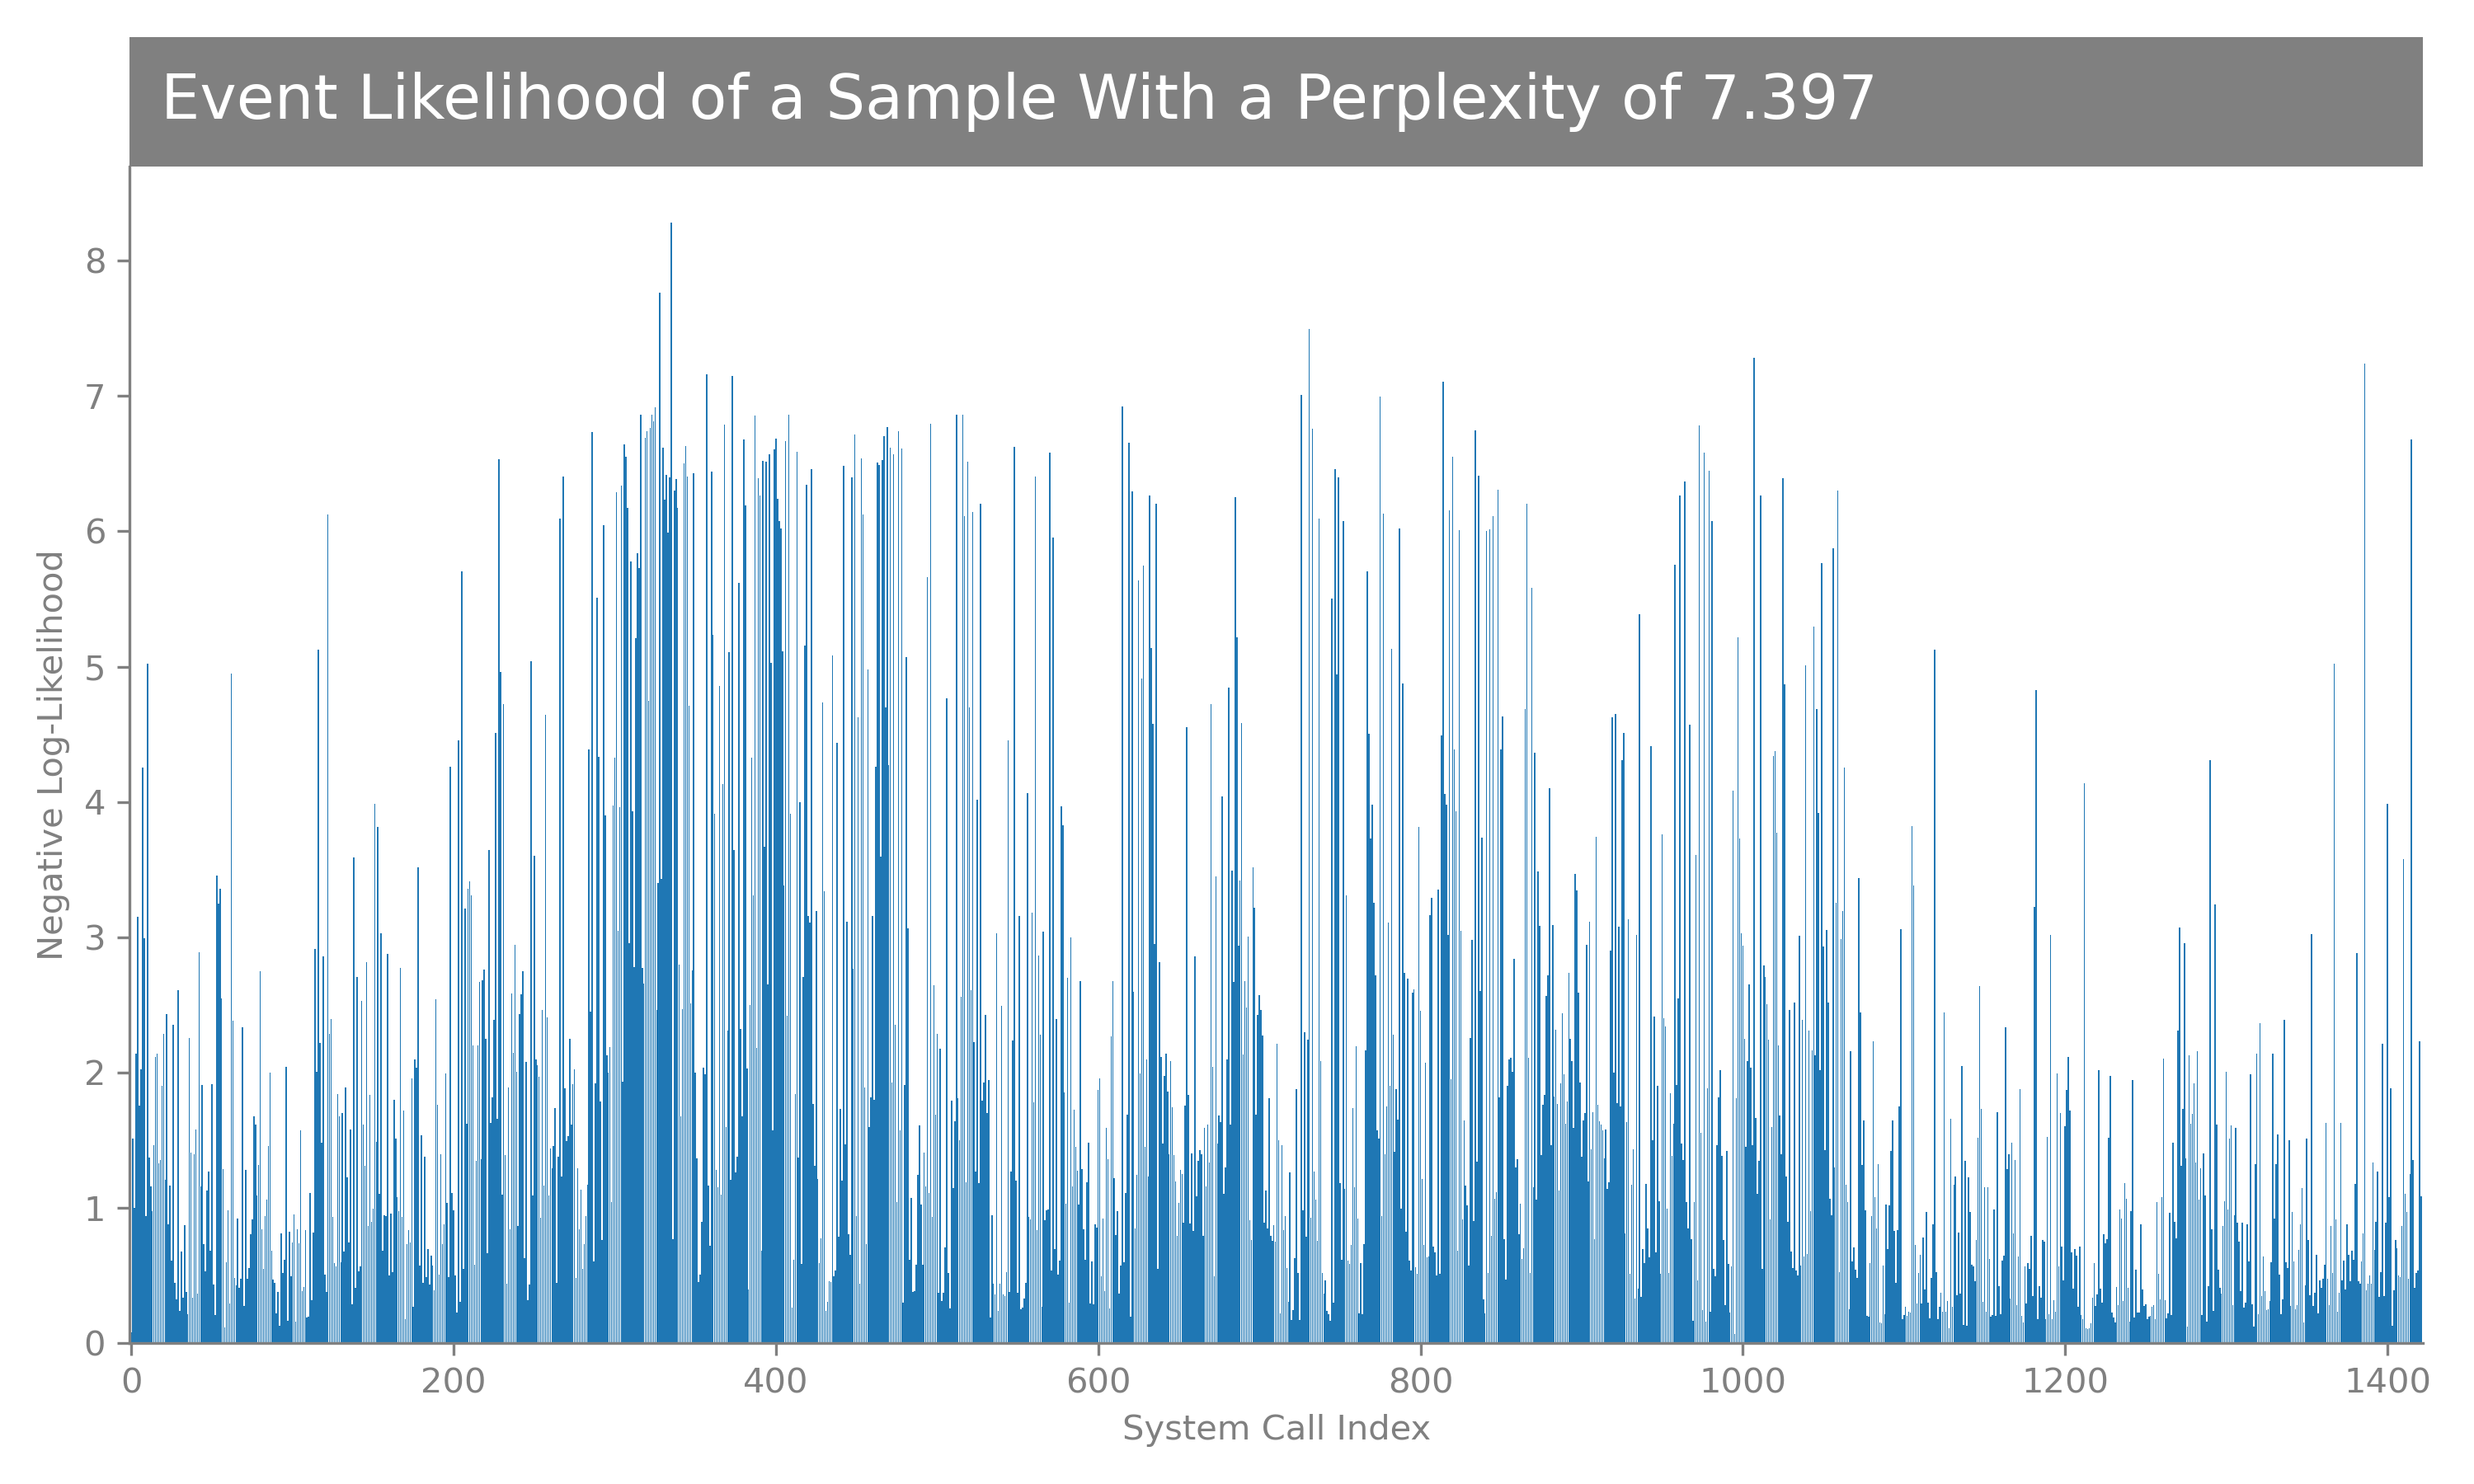 Event Likelihood of a Sample With a Perplexity of 7.397
8
7
6
5
4
3
2
1
0
Negative Log-Likelihood
0 200 400 600 800 1000 1200 1400
System Call Index